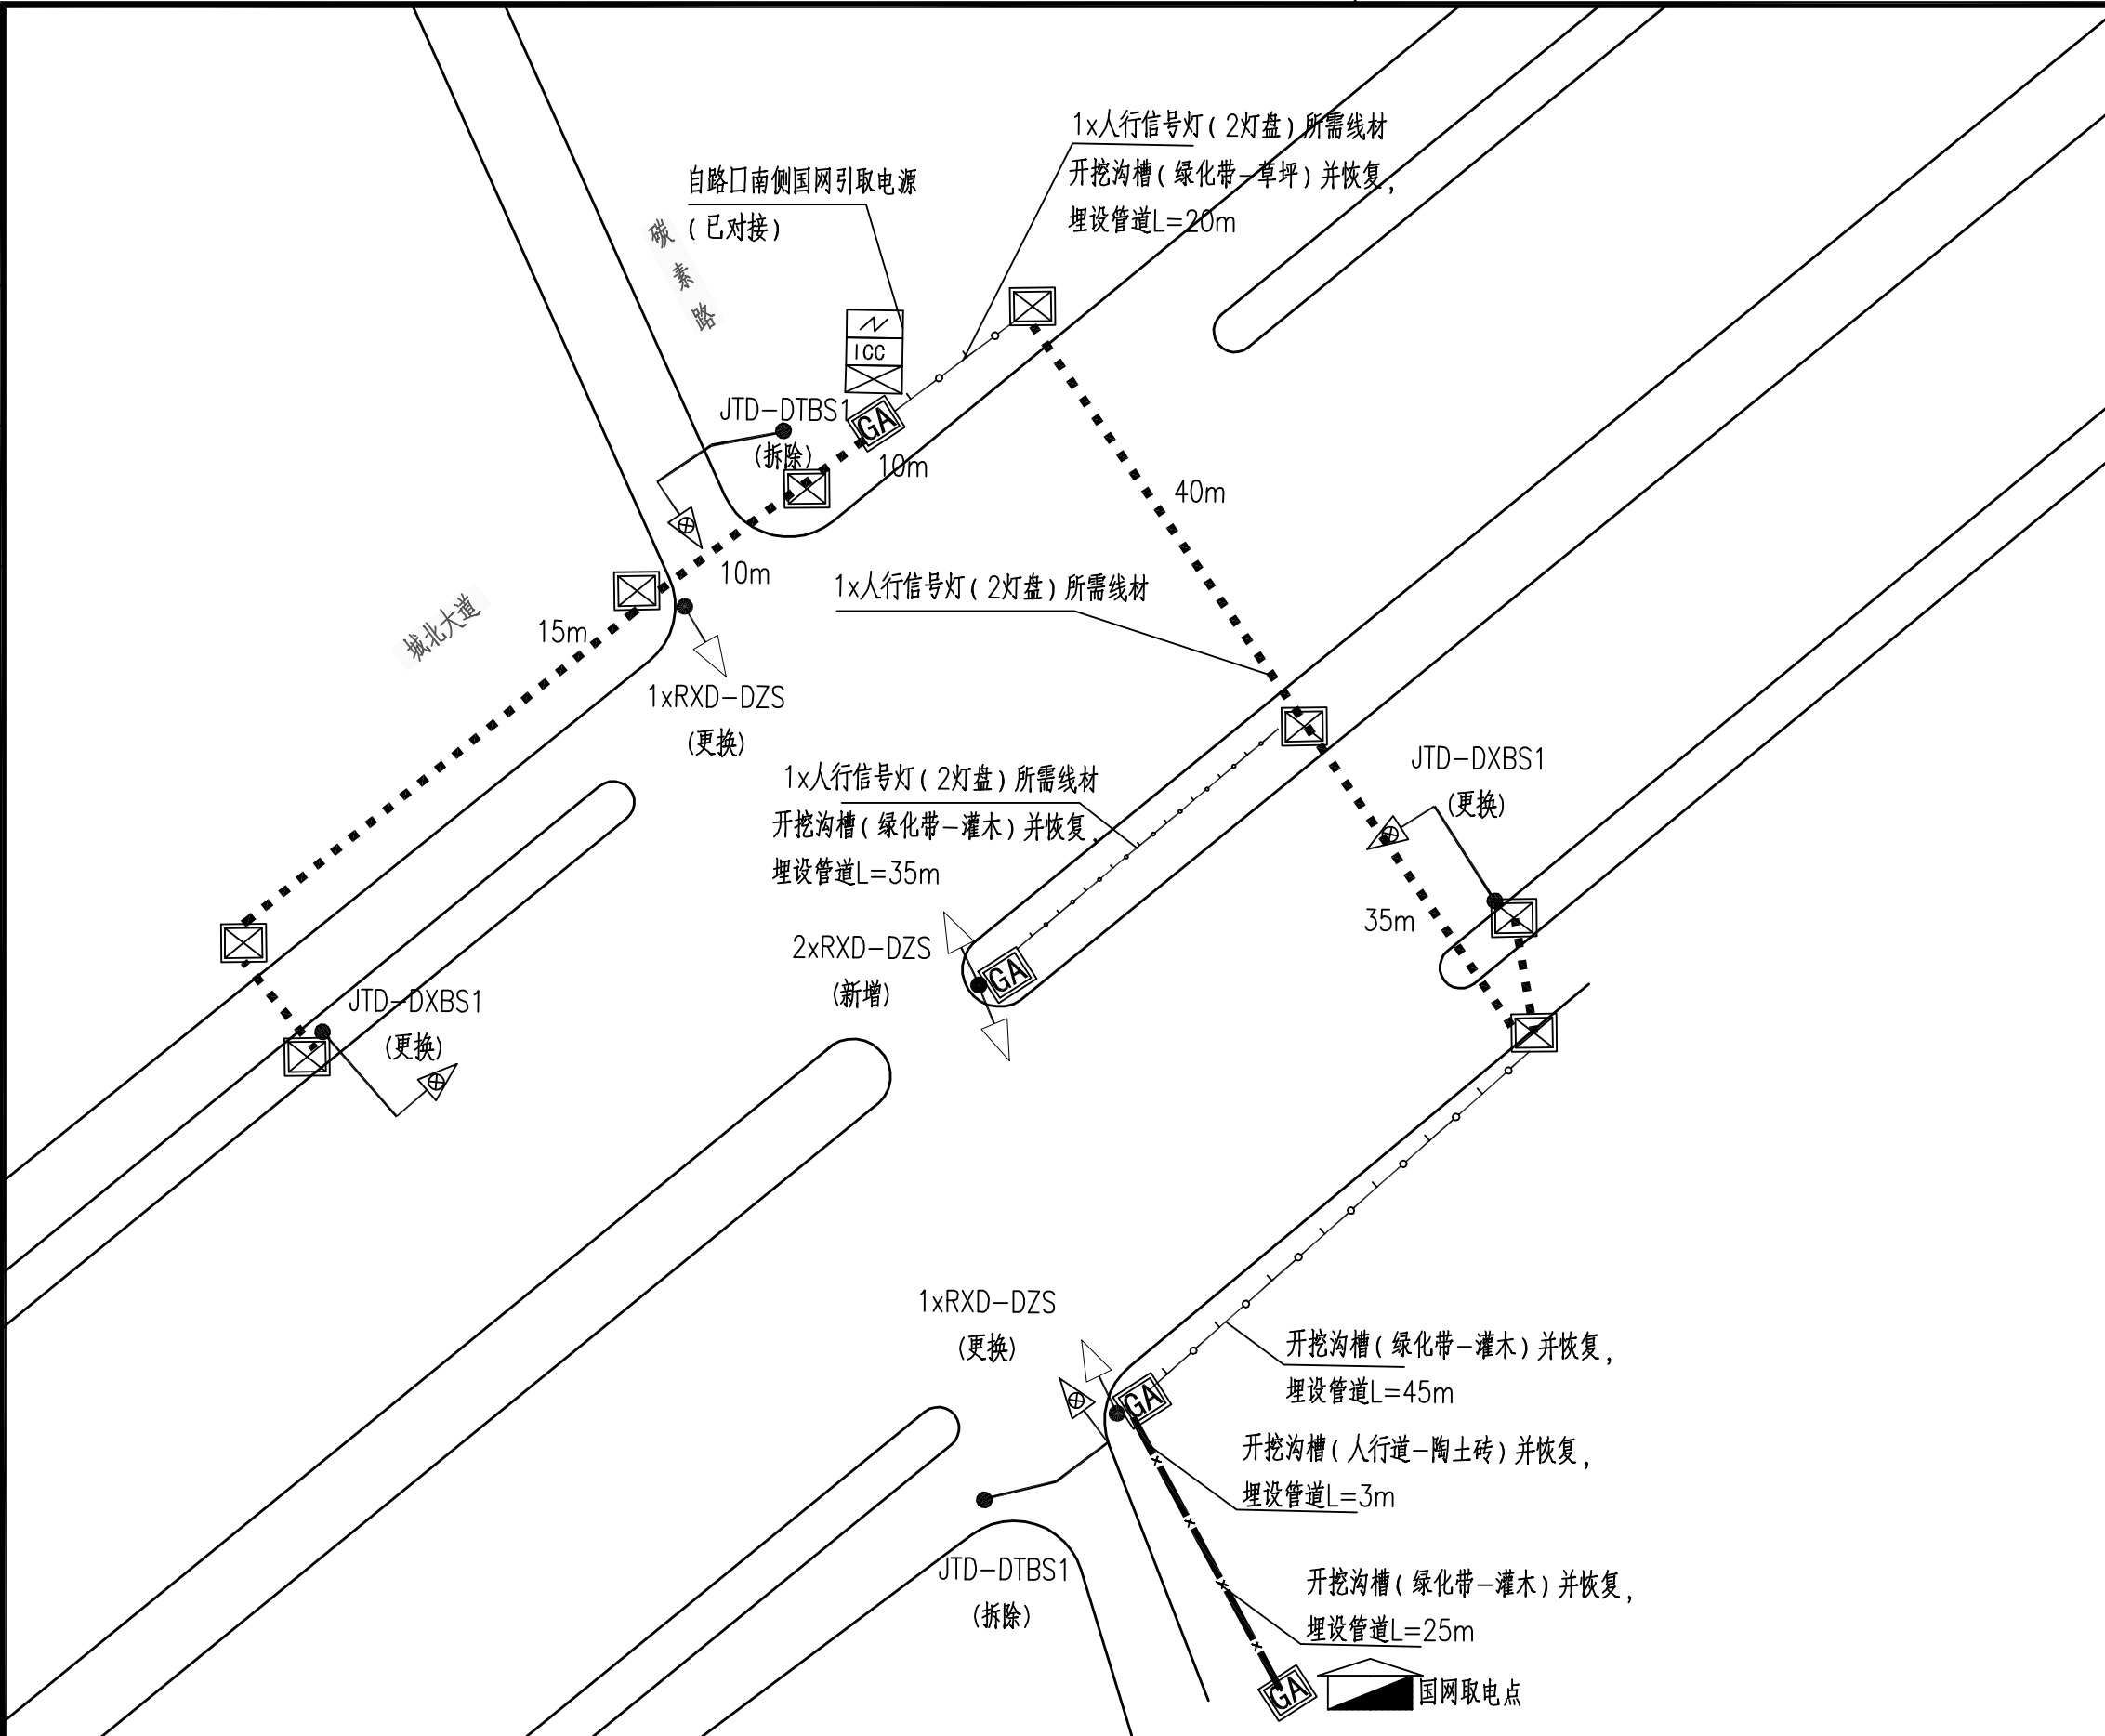 1x人行信号灯（2灯盘）所需线材
开挖沟槽（绿化带-草坪）并恢复，
埋设管道L=20m
自路口南侧国网引取电源
（已对接）
碳素路
ICC
JTD-DTBS1
(拆除)
GA
10m
40m
10m
1x人行信号灯（2灯盘）所需线材
15m
城北大道
1xRXD-DZS
(更换)
1x人行信号灯（2灯盘）所需线材
开挖沟槽（绿化带-灌木）并恢复，
埋设管道L=35m
JTD-DXBS1
(更换)
35m
2xRXD-DZS
(新增)
GA
JTD-DXBS1
(更换)
1xRXD-DZS
(更换)
GA
开挖沟槽（绿化带-灌木）并恢复，
埋设管道L=45m
开挖沟槽（人行道-陶土砖）并恢复，
埋设管道L=3m
JTD-DTBS1
(拆除)
开挖沟槽（绿化带-灌木）并恢复，
埋设管道L=25m
GA
国网取电点